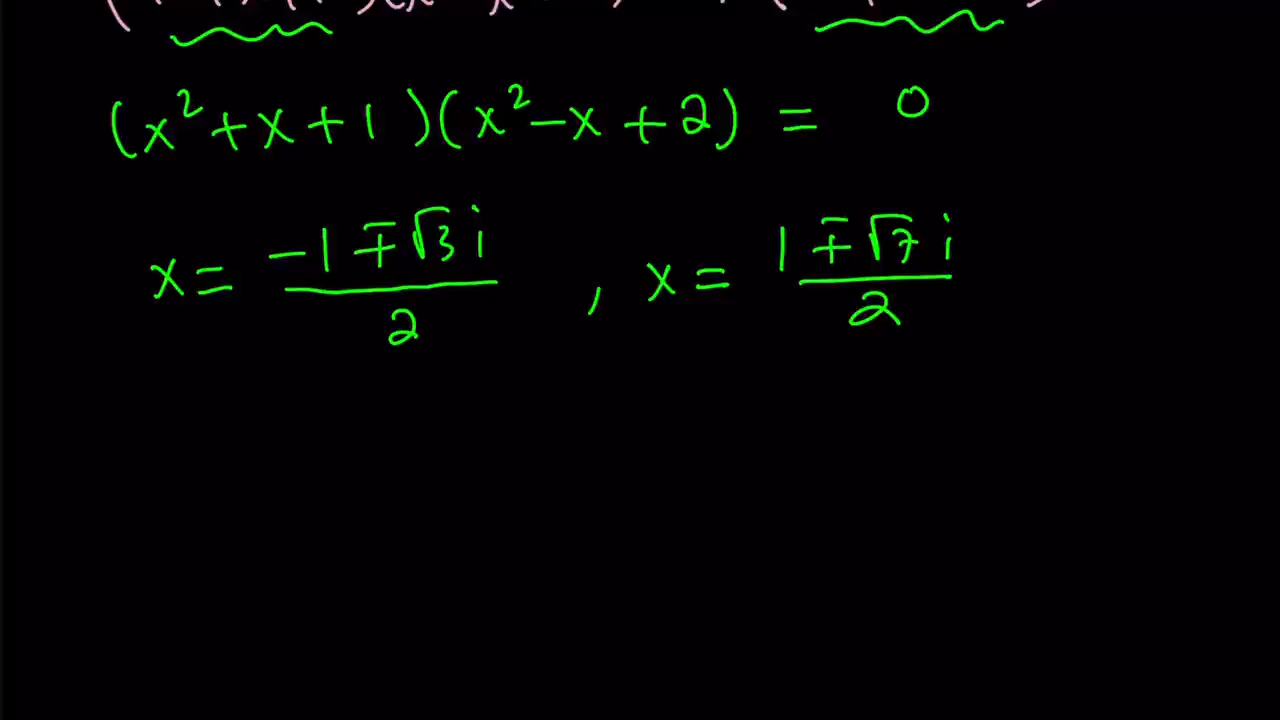 (x² + x + 1)(x² − x + 2) = 0
x = (−1 ∓ √3 i)/2 , x = (1 ∓ √7 i)/2